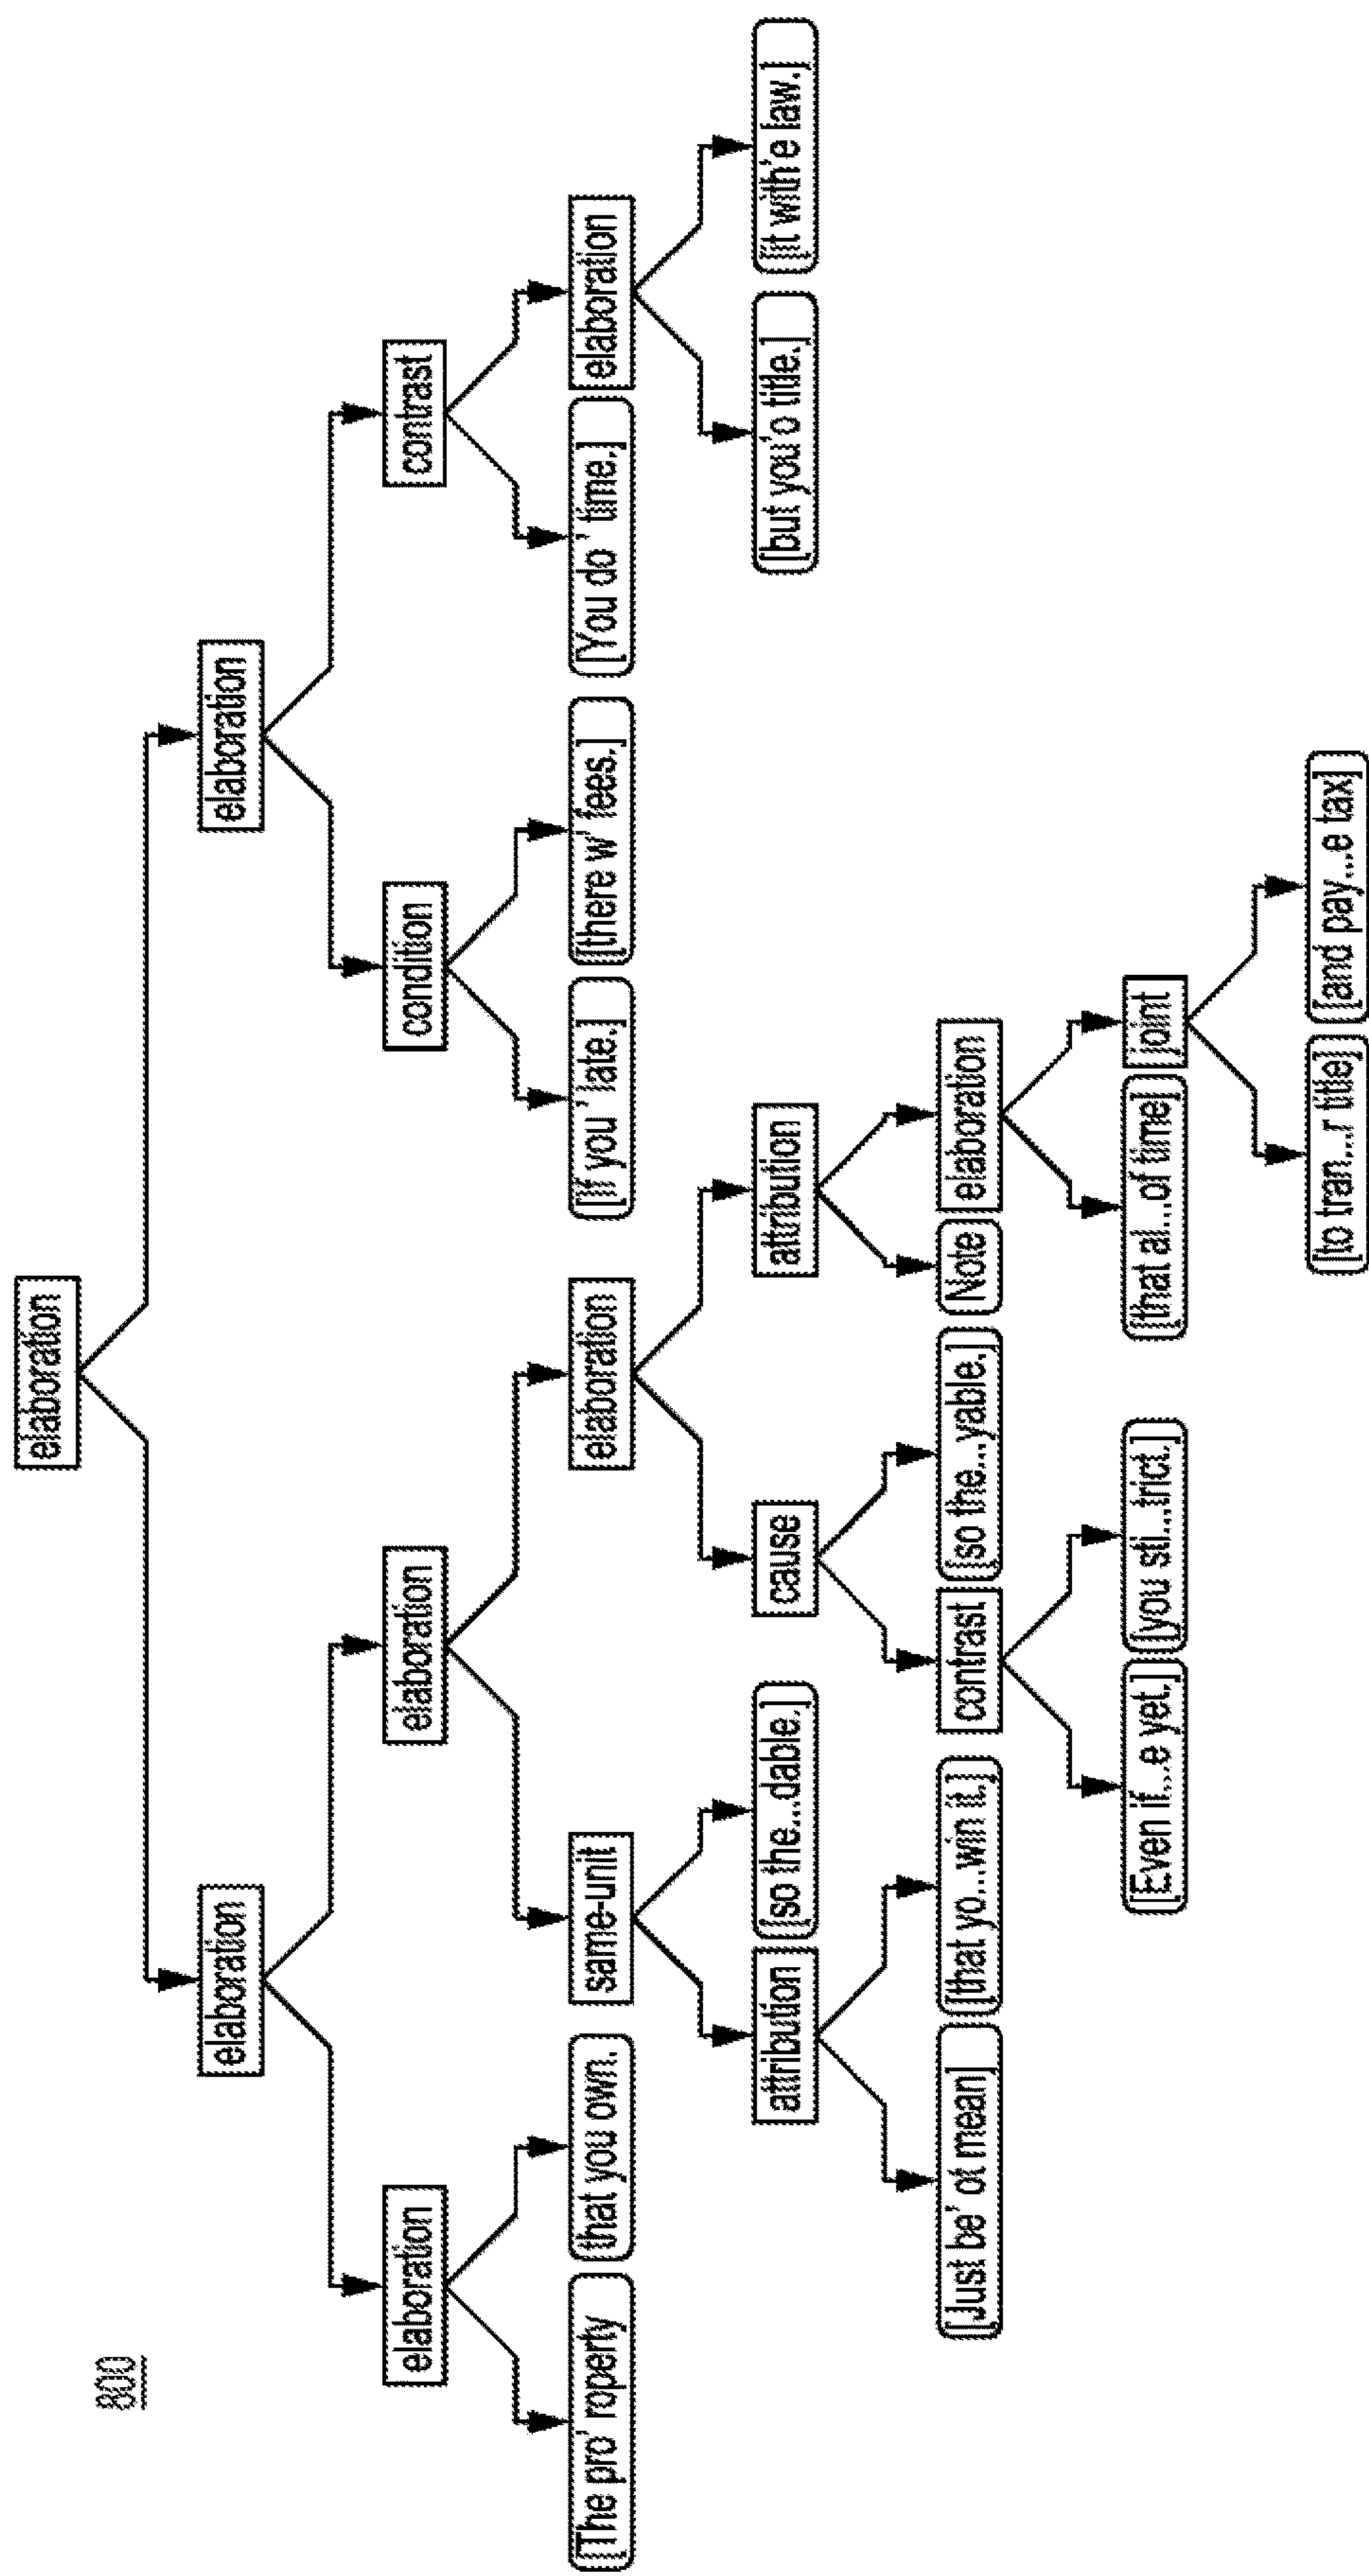 elaboration
800
elaboration
elaboration
elaboration
elaboration
condition
contrast
[The pro' roperty
that you own.
same-unit
elaboration
[If you ' late.]
[there w' fees.]
[You do ' time.]
elaboration
attribution
[so the...dable.]
cause
attribution
[but you'o title.]
[it with'e law.]
[Just be' ot mean]
[that yo...win it.]
contrast
[so the...yable.]
Note
elaboration
[Even if...e yet.]
[you sti...trict.]
[that al...of time]
joint
[to tran...r title]
[and pay...e tax]